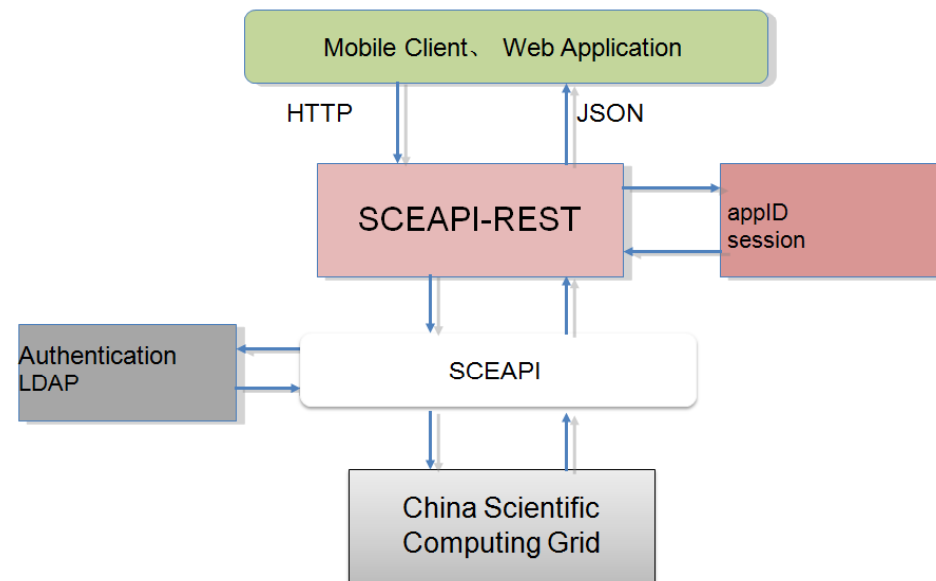 Mobile Client、 Web Application
HTTP
JSON
SCEAPI-REST
appID
session
Authentication
LDAP
SCEAPI
China Scientific
Computing Grid